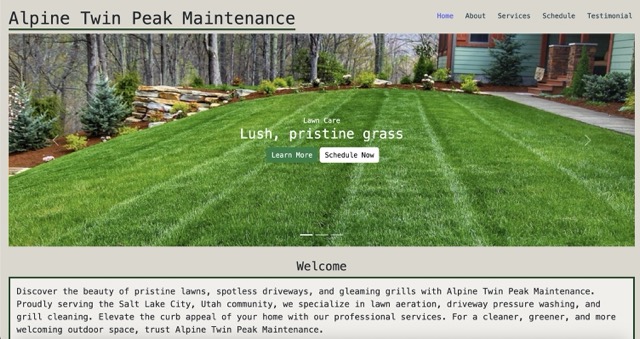 Alpine Twin Peak Maintenance
Home About Services Schedule Testimonial
Lawn Care
Lush, pristine grass
Learn More Schedule Now
Welcome
Discover the beauty of pristine lawns, spotless driveways, and gleaming grills with Alpine Twin Peak Maintenance.
Proudly serving the Salt Lake City, Utah community, we specialize in lawn aeration, driveway pressure washing, and
grill cleaning. Elevate the curb appeal of your home with our professional services. For a cleaner, greener, and more
welcoming outdoor space, trust Alpine Twin Peak Maintenance.